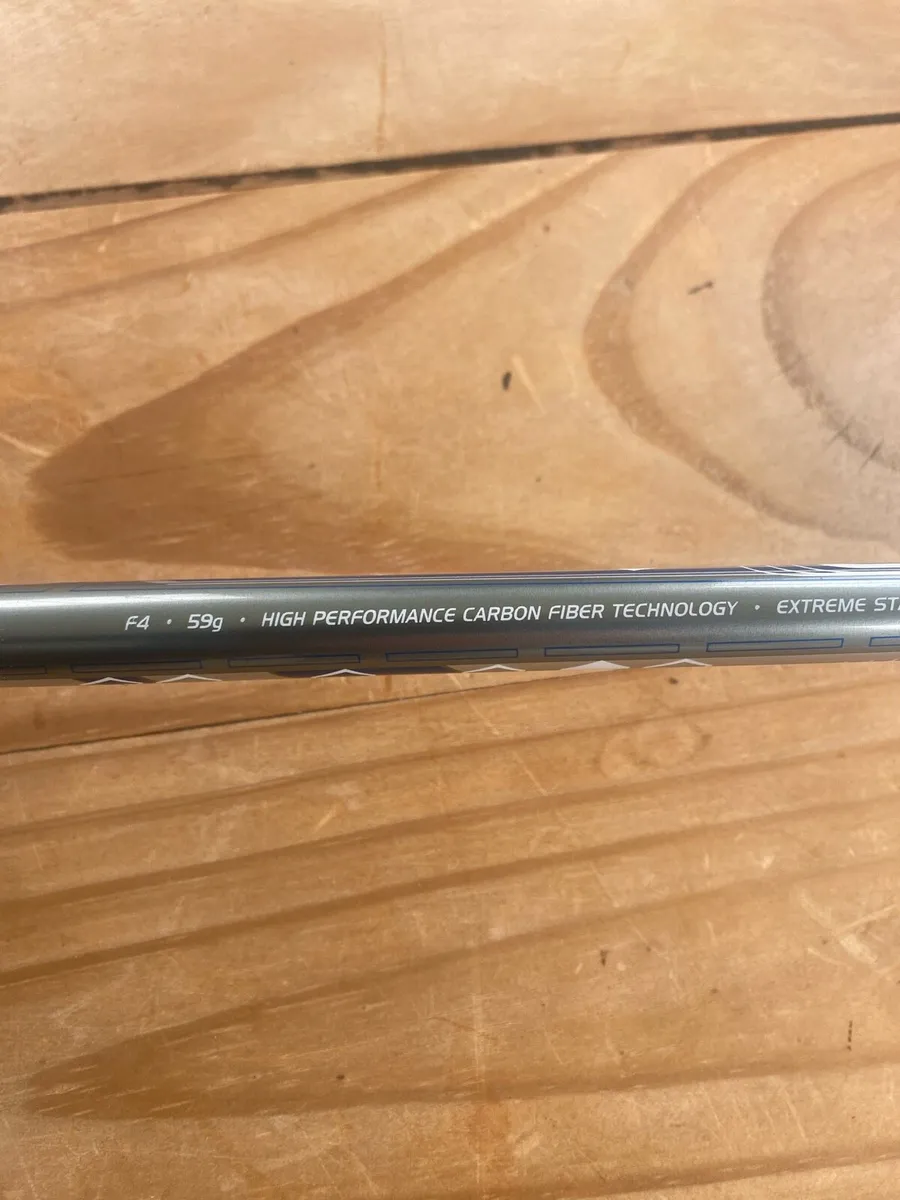 F4 • 59g • HIGH PERFORMANCE CARBON FIBER TECHNOLOGY • EXTREME